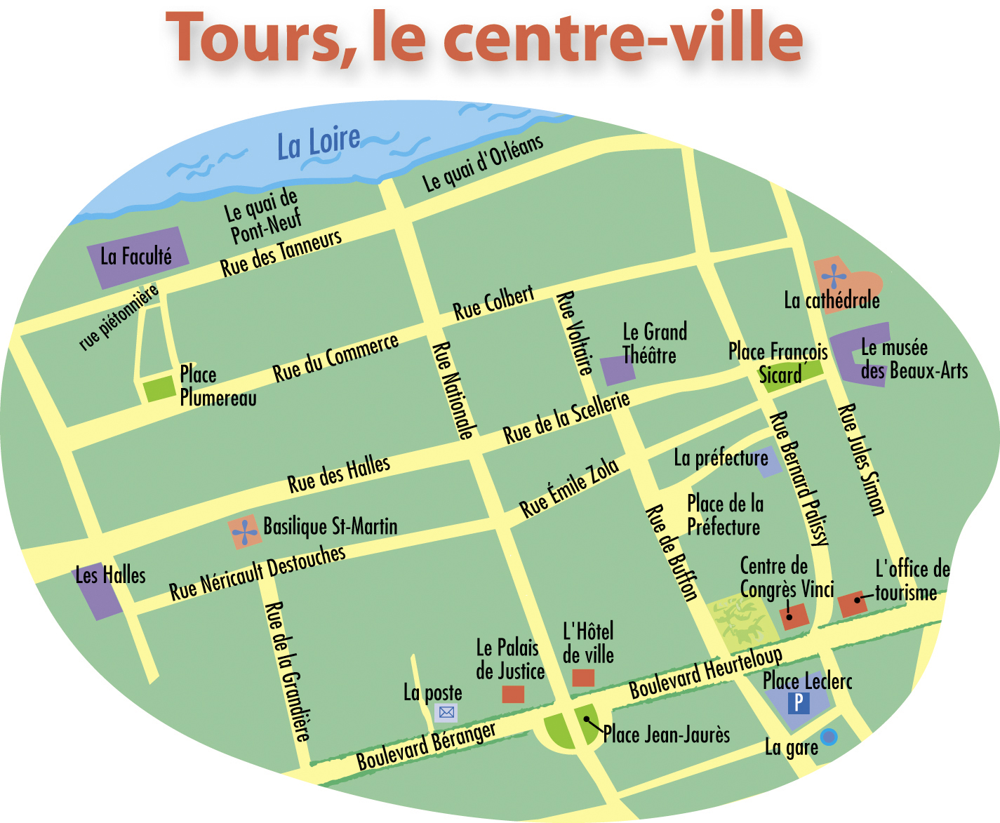 Tours, le centre-ville
La Loire
Le quai d'Orléans
Le quai de
Pont-Neuf
La Faculté
Rue des Tanneurs
rue piétonnière
Rue Colbert
Rue Voltaire
La cathédrale
Le Grand
Théâtre
Place François
Sicard
Le musée
des Beaux-Arts
Rue du Commerce
Place
Plumereau
Rue Nationale
Rue de la Scellerie
Rue Bernard Palissy
Rue Jules Simon
Rue des Halles
La préfecture
Rue Émile Zola
Place de la
Préfecture
Basilique St-Martin
Rue de Buffon
Les Halles
Rue Néricault Destouches
Centre de
Congrès Vinci
L'office de
tourisme
Rue de la Grandière
L'Hôtel
de ville
Le Palais
de Justice
La poste
Boulevard Heurteloup
Place Leclerc
P
Boulevard Béranger
Place Jean-Jaurès
La gare